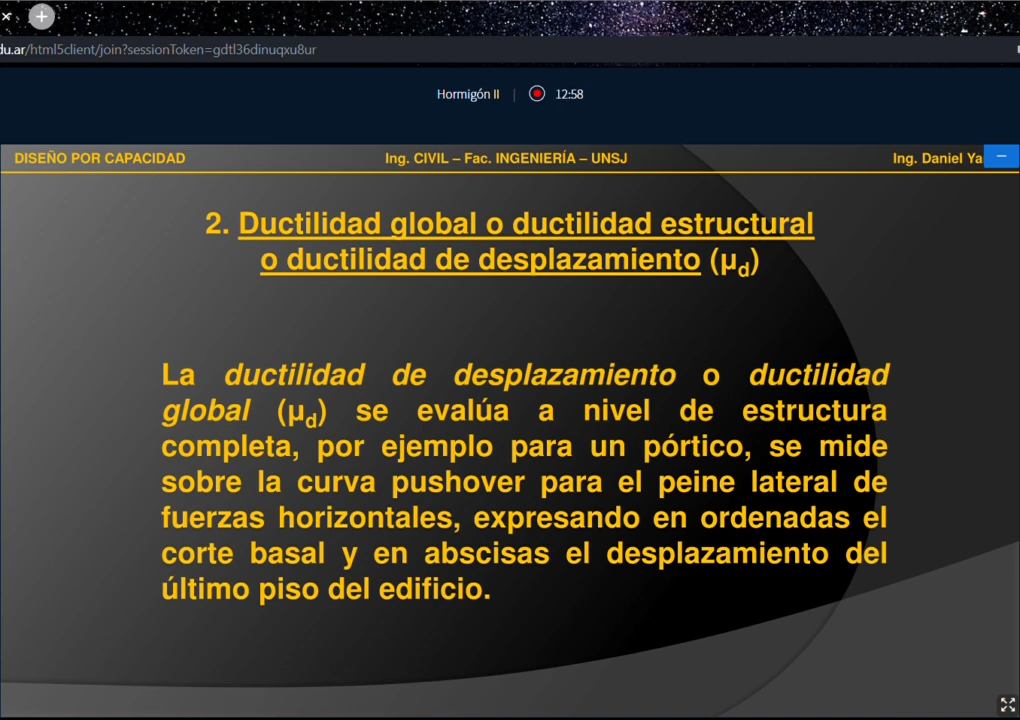 du.ar/html5client/join?sessionToken=gdtl36dinuqxu8ur
Hormigón II | 12:58
DISEÑO POR CAPACIDAD Ing. CIVIL – Fac. INGENIERÍA – UNSJ Ing. Daniel Ya
2. Ductilidad global o ductilidad estructural
o ductilidad de desplazamiento (μd)
La ductilidad de desplazamiento o ductilidad
global (μd) se evalúa a nivel de estructura
completa, por ejemplo para un pórtico, se mide
sobre la curva pushover para el peine lateral de
fuerzas horizontales, expresando en ordenadas el
corte basal y en abscisas el desplazamiento del
último piso del edificio.